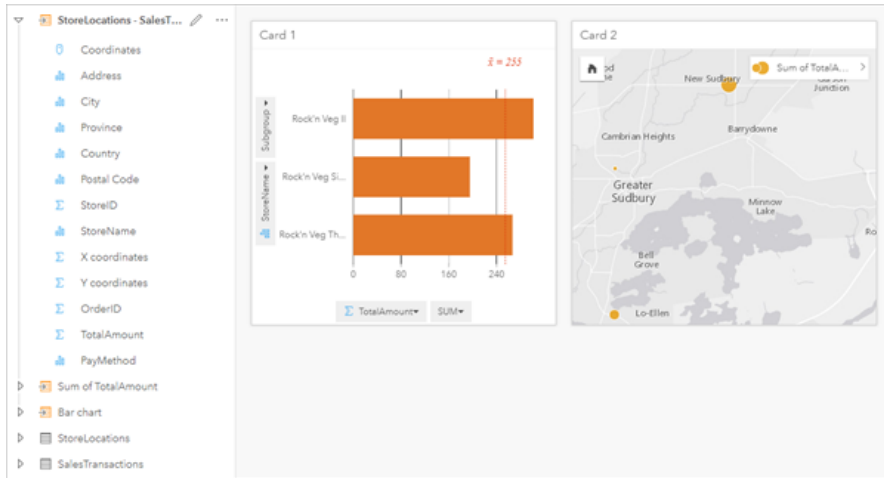 StoreLocations - SalesT...
Coordinates
Address
City
Province
Country
Postal Code
StoreID
StoreName
X coordinates
Y coordinates
OrderID
TotalAmount
PayMethod
Sum of TotalAmount
Bar chart
StoreLocations
SalesTransactions
Card 1
x̄ = 255
Subgroup
StoreName
Rock'n Veg II
Rock'n Veg Si...
Rock'n Veg Th...
0 80 160 240
TotalAmount SUM
Card 2
Sum of TotalA...
New Sudbury
Junction
Cambrian Heights
Barrydowne
Greater
Sudbury
Minnow
Lake
Ro
Bell
Grove
Lo-Ellen